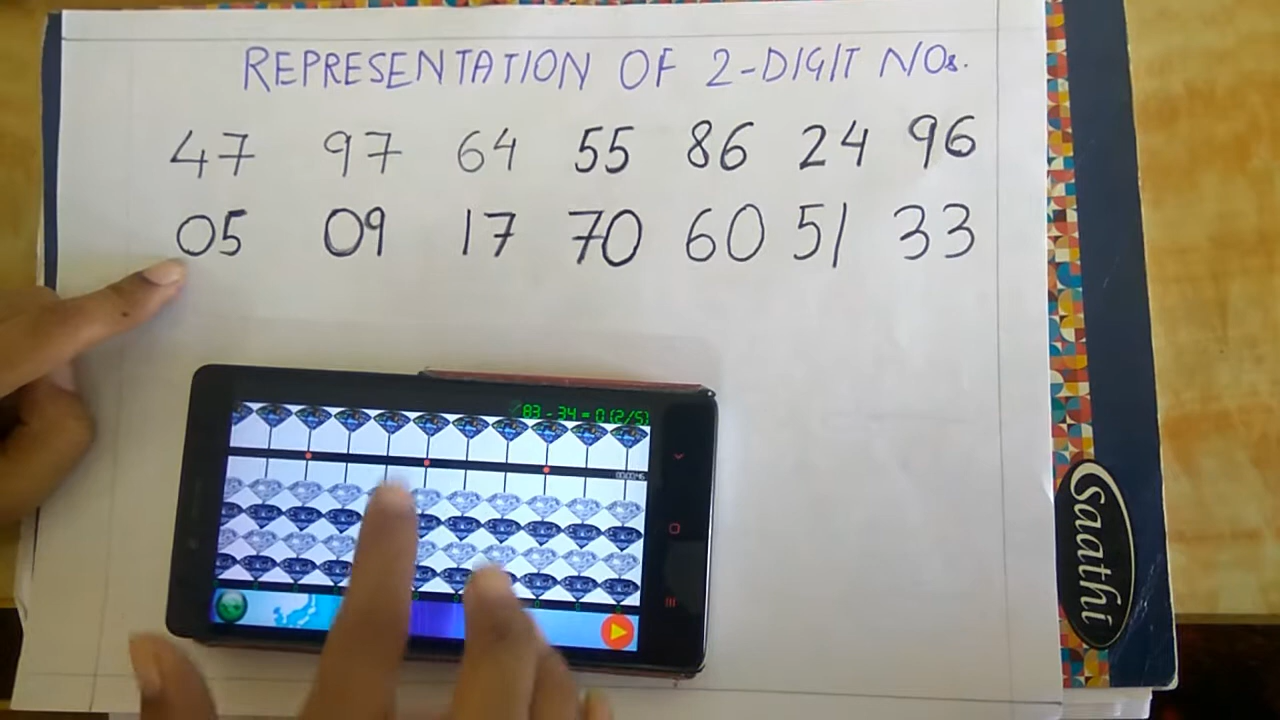 REPRESENTATION OF 2-DIGIT NOs.
47 97 64 55 86 24 96
05 09 17 70 60 51 33
83 - 34 = 0 (2/5)
Saathi